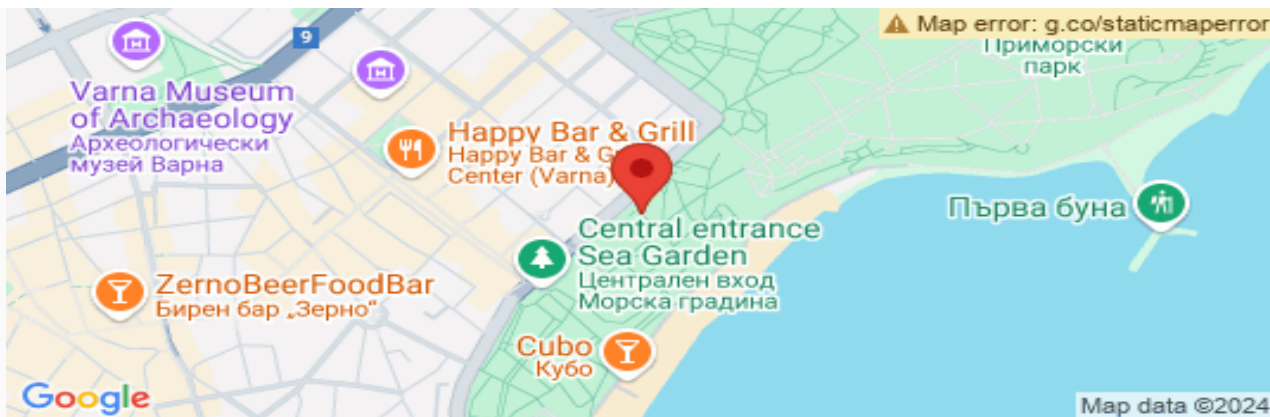 Map error: g.co/staticmaperror
9
Приморски
парк
Varna Museum
of Archaeology
Археологически
музей Варна
Happy Bar & Grill
Happy Bar & G
Center (Varna)
Първа буна
Central entrance
Sea Garden
Централен вход
Морска градина
ZernoBeerFoodBar
Бирен бар „Зерно“
Cubo
Кубо
Google
Map data ©2024